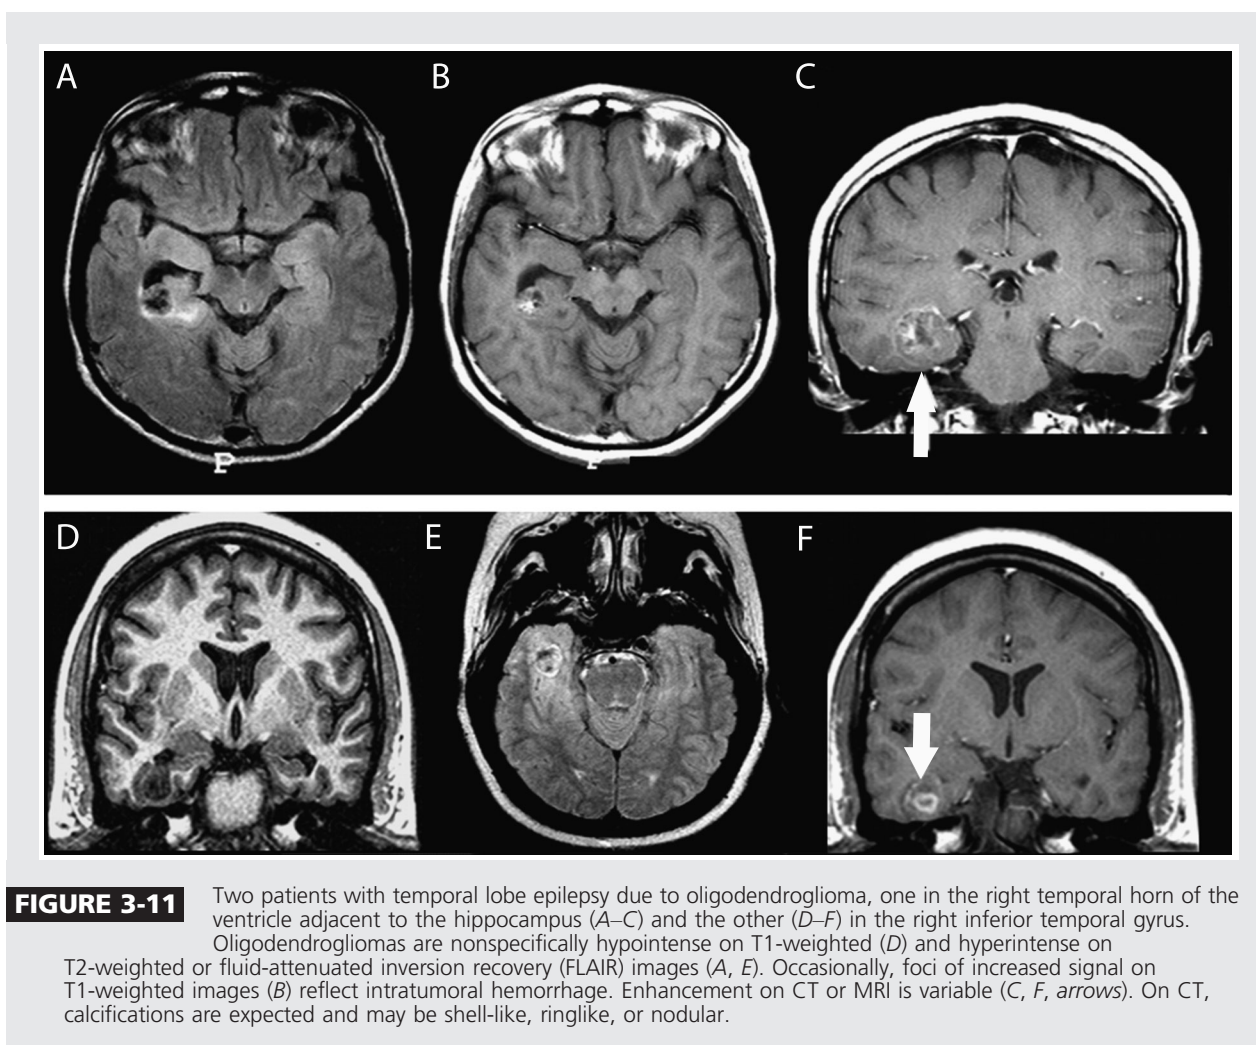 A
B
C
P
P
D
E
F
FIGURE 3-11
Two patients with temporal lobe epilepsy due to oligodendroglioma, one in the right temporal horn of the
ventricle adjacent to the hippocampus (A–C) and the other (D–F) in the right inferior temporal gyrus.
Oligodendrogliomas are nonspecifically hypointense on T1-weighted (D) and hyperintense on
T2-weighted or fluid-attenuated inversion recovery (FLAIR) images (A, E). Occasionally, foci of increased signal on
T1-weighted images (B) reflect intratumoral hemorrhage. Enhancement on CT or MRI is variable (C, F, arrows). On CT,
calcifications are expected and may be shell-like, ringlike, or nodular.